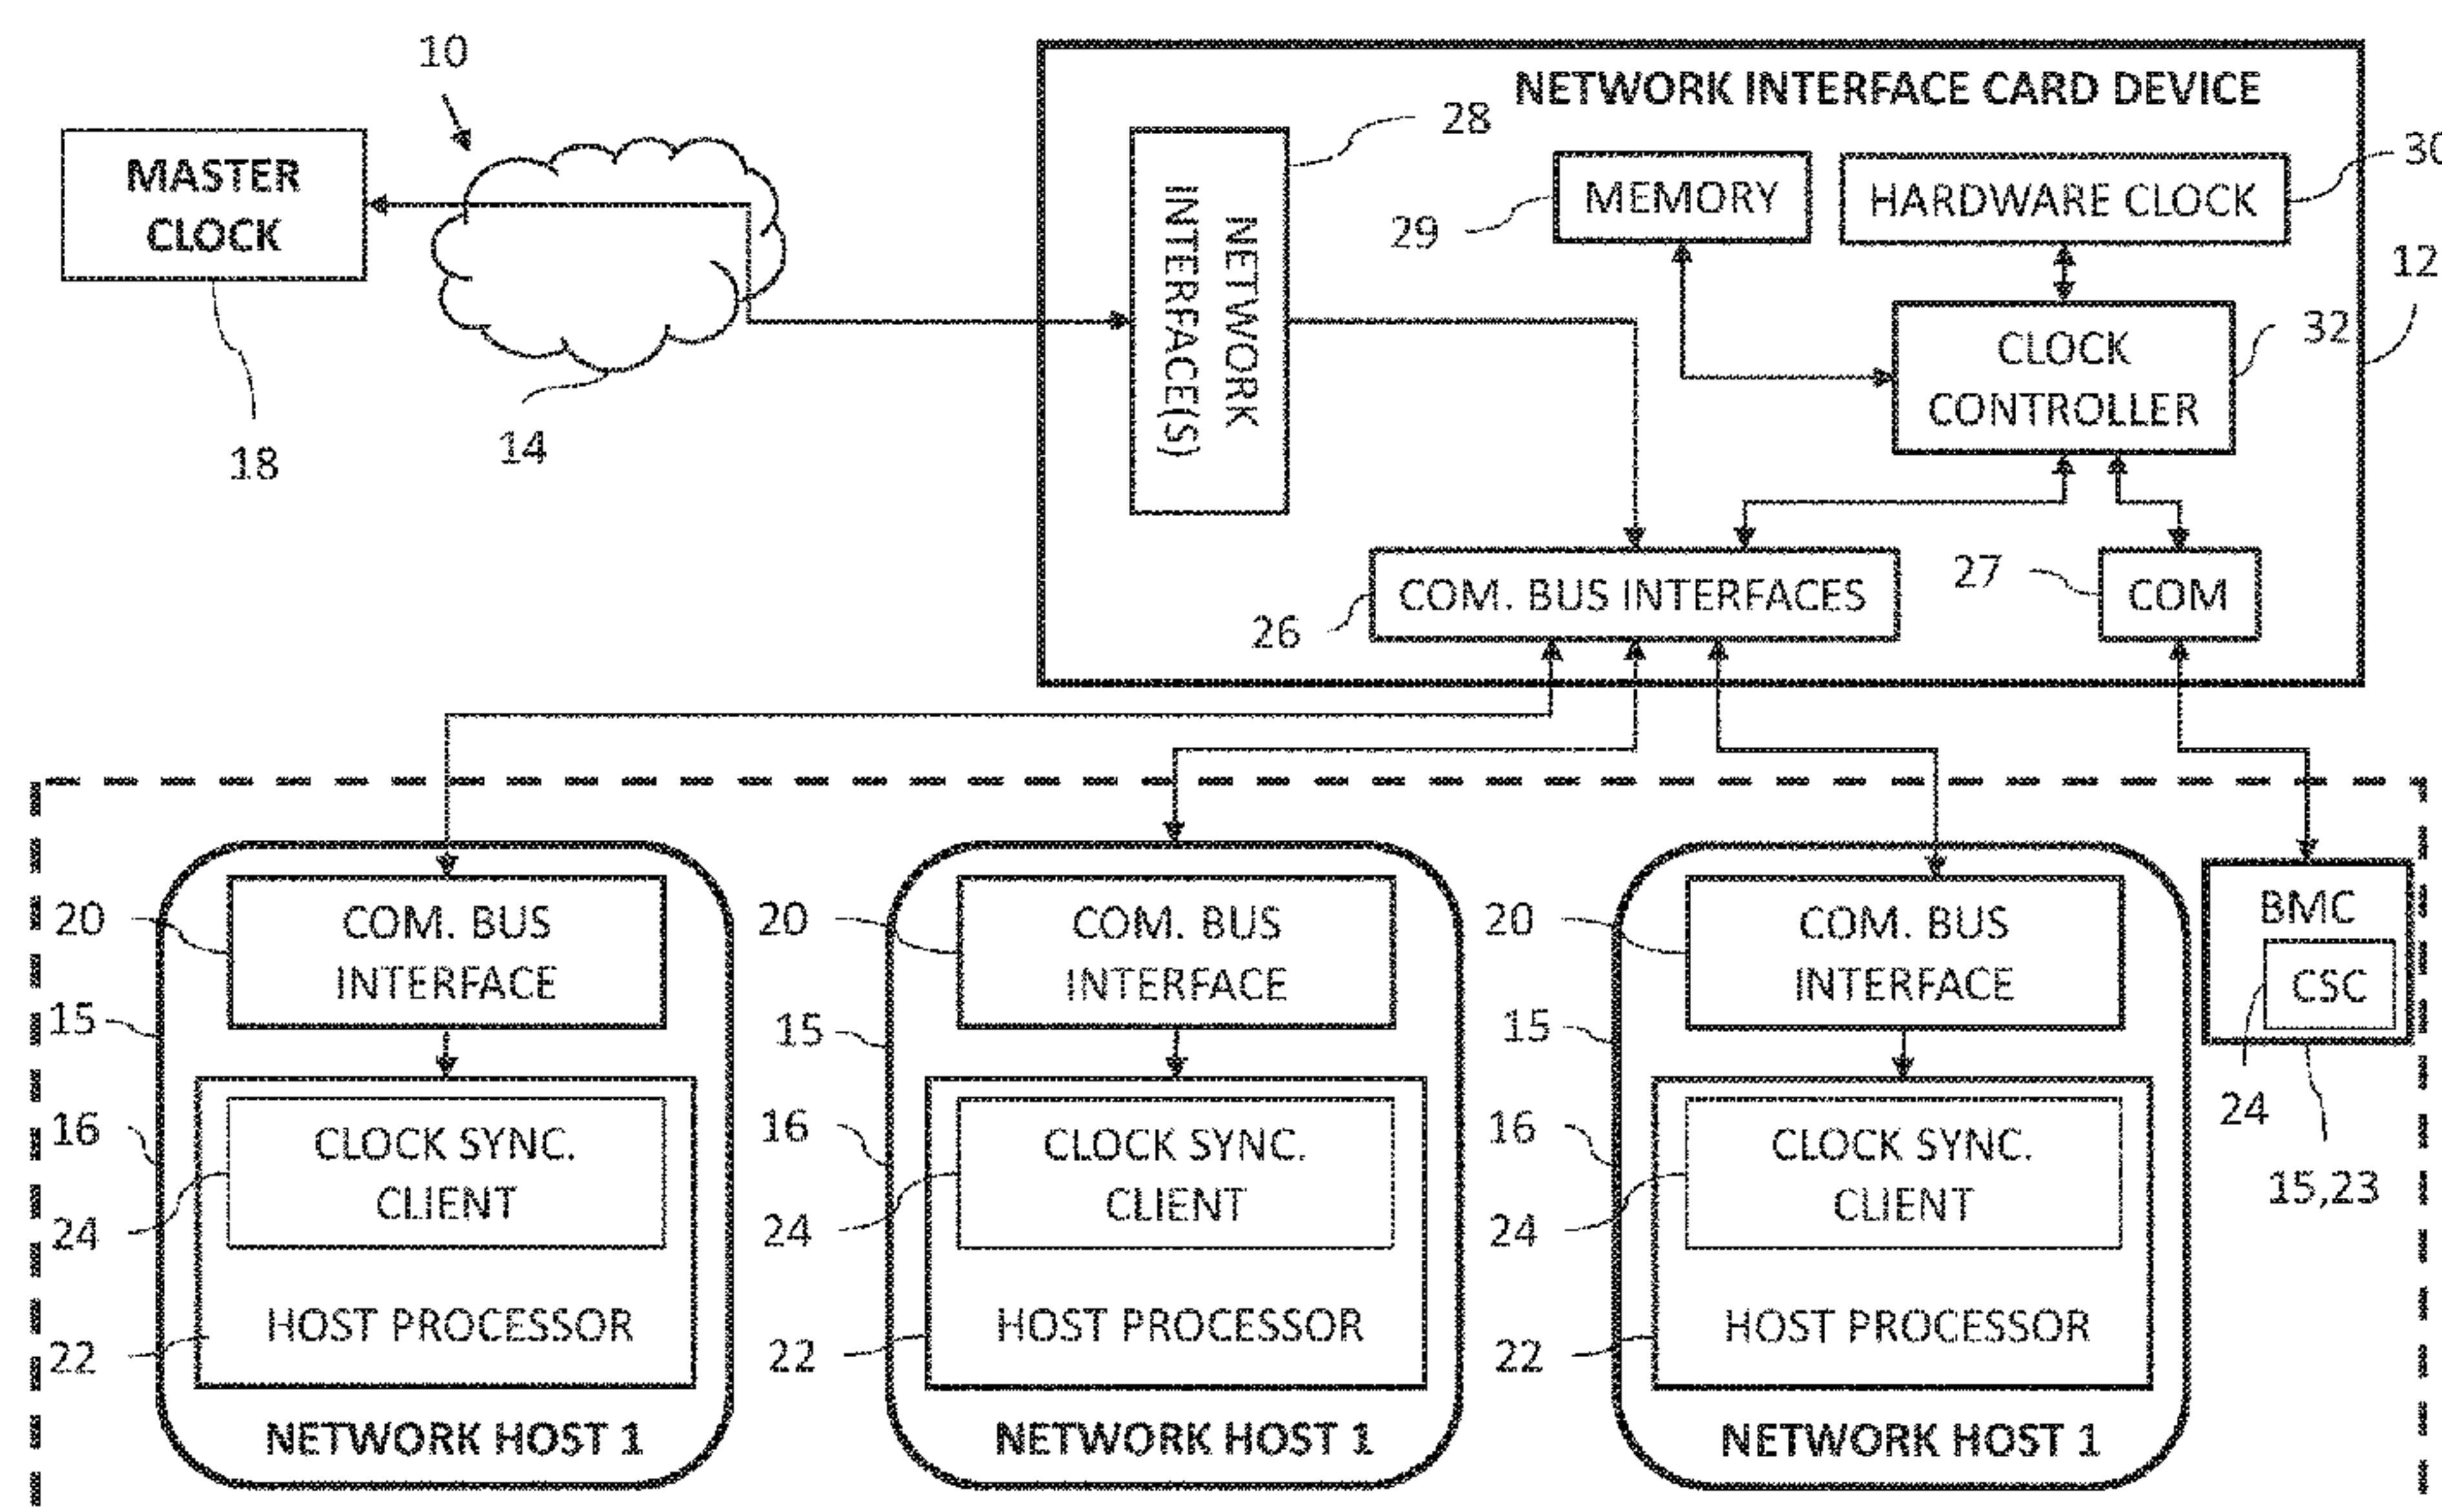 10
NETWORK INTERFACE CARD DEVICE
28
MASTER
CLOCK
NETWORK
INTERFACE(S)
MEMORY
HARDWARE CLOCK
30
29
12
CLOCK
CONTROLLER
32
18
14
COM. BUS INTERFACES
26
27
COM
20
COM. BUS
INTERFACE
20
COM. BUS
INTERFACE
20
COM. BUS
INTERFACE
BMC
CSC
15
15
15
24
15,23
16
CLOCK SYNC.
CLIENT
16
CLOCK SYNC.
CLIENT
16
CLOCK SYNC.
CLIENT
24
24
24
HOST PROCESSOR
HOST PROCESSOR
HOST PROCESSOR
22
22
22
NETWORK HOST 1
NETWORK HOST 1
NETWORK HOST 1